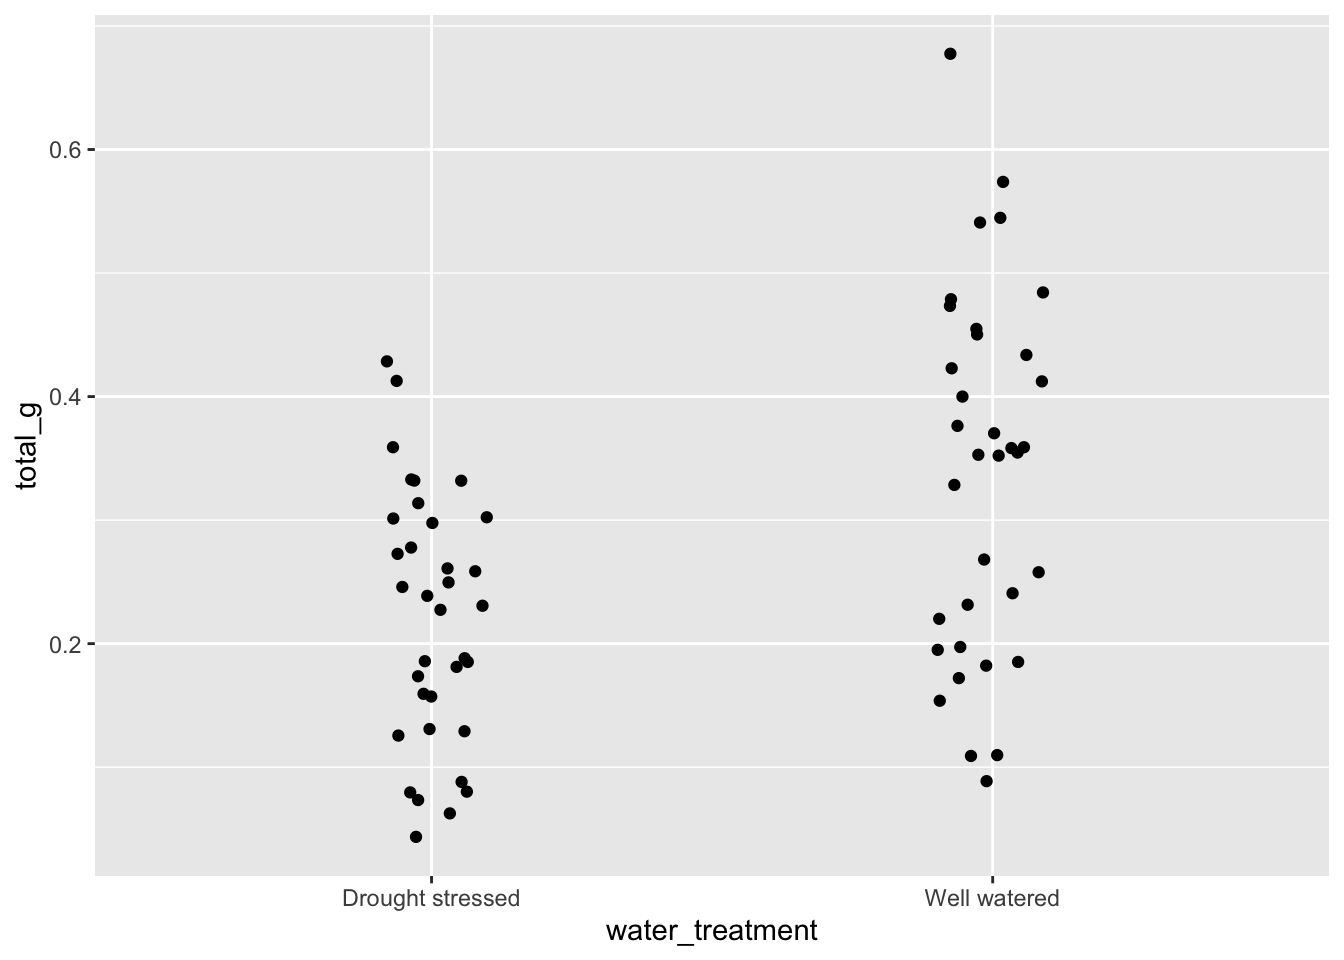 0.6
0.4
0.2
total_g
Drought stressed
Well watered
water_treatment